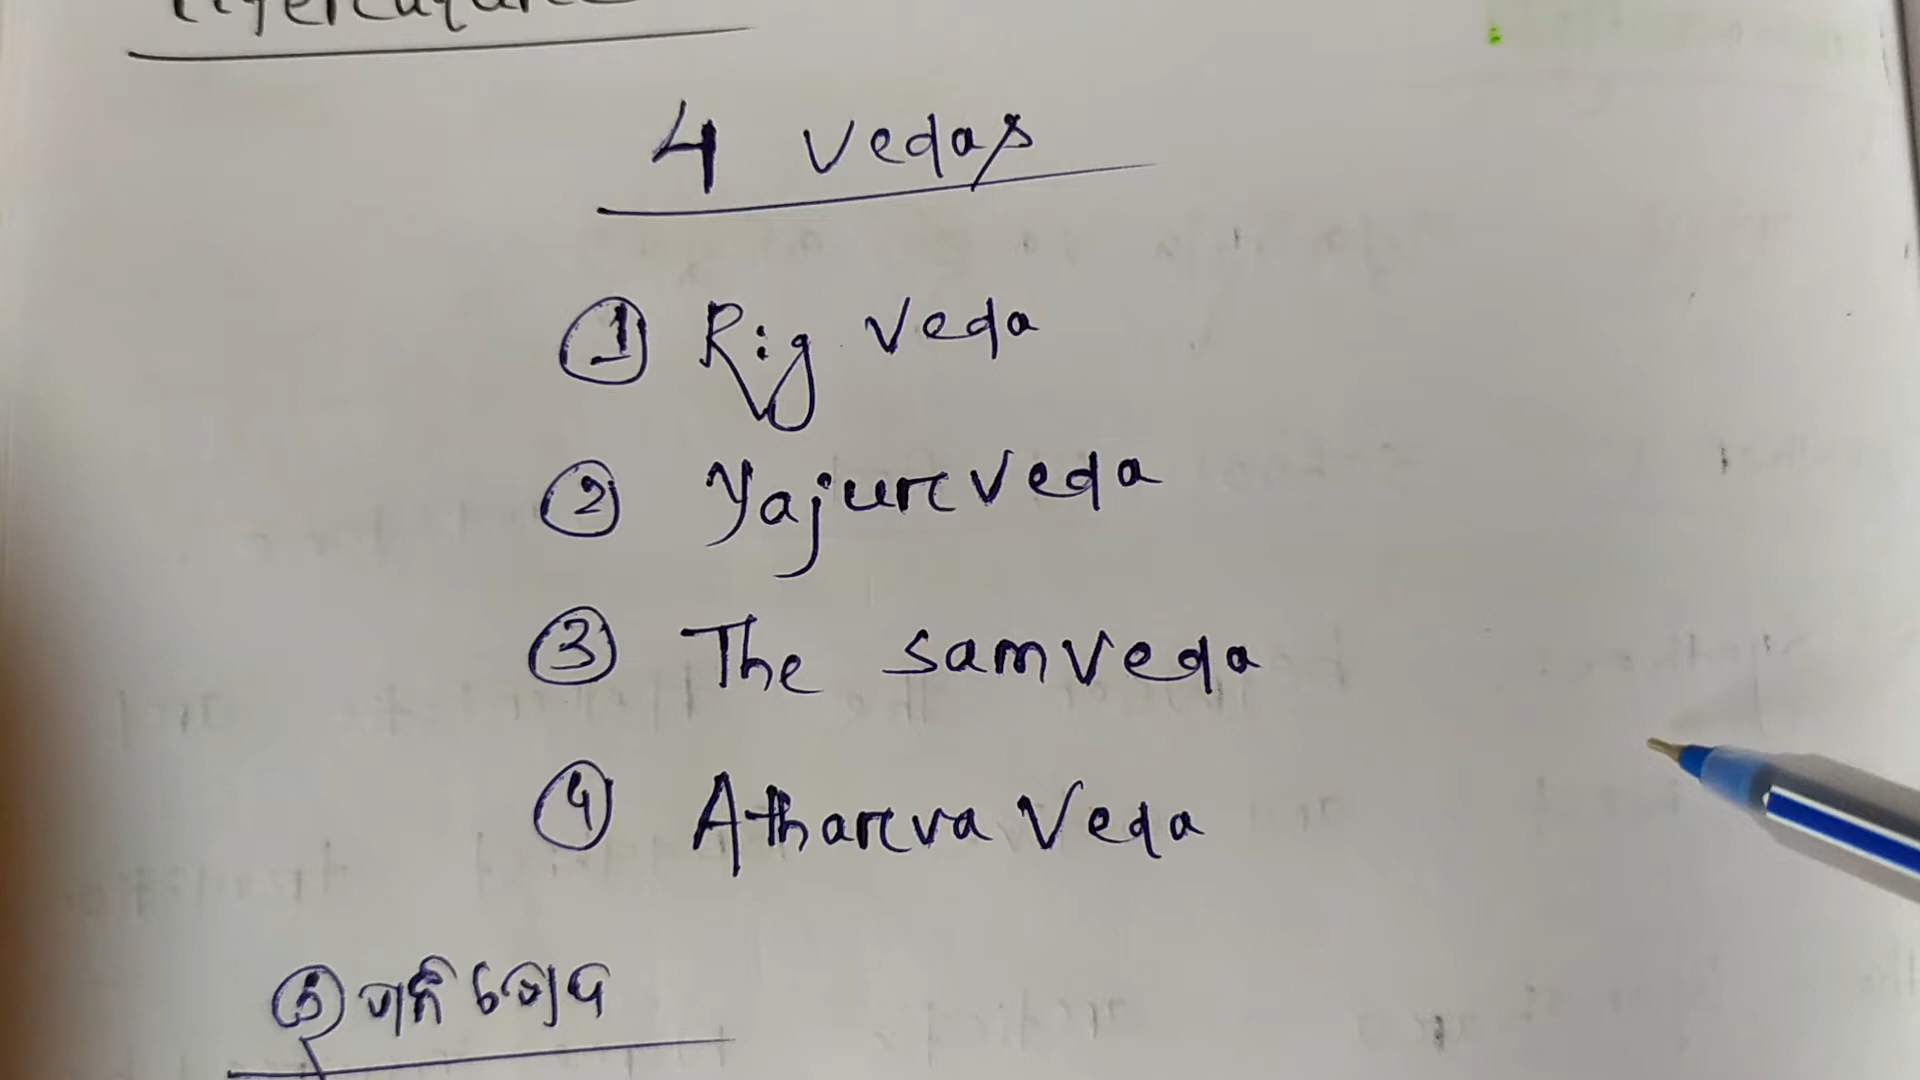 4 vedas
① Rig veda
② Yajurveda
③ The samveda
④ Atharva Veda